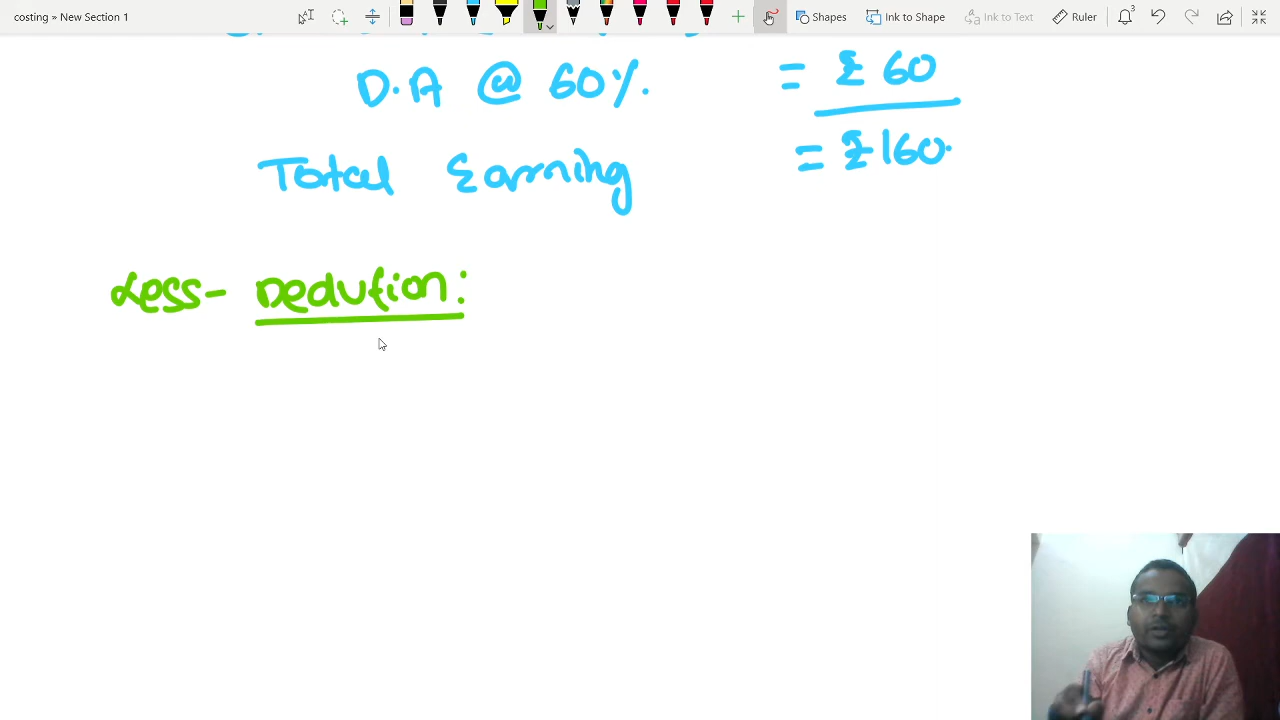 costing » New Section 1
Shapes
Ink to Shape
Ink to Text
Ruler
3
D.A @ 60%. = ₹ 60
Total Earning = ₹160.
Less- Dedution: